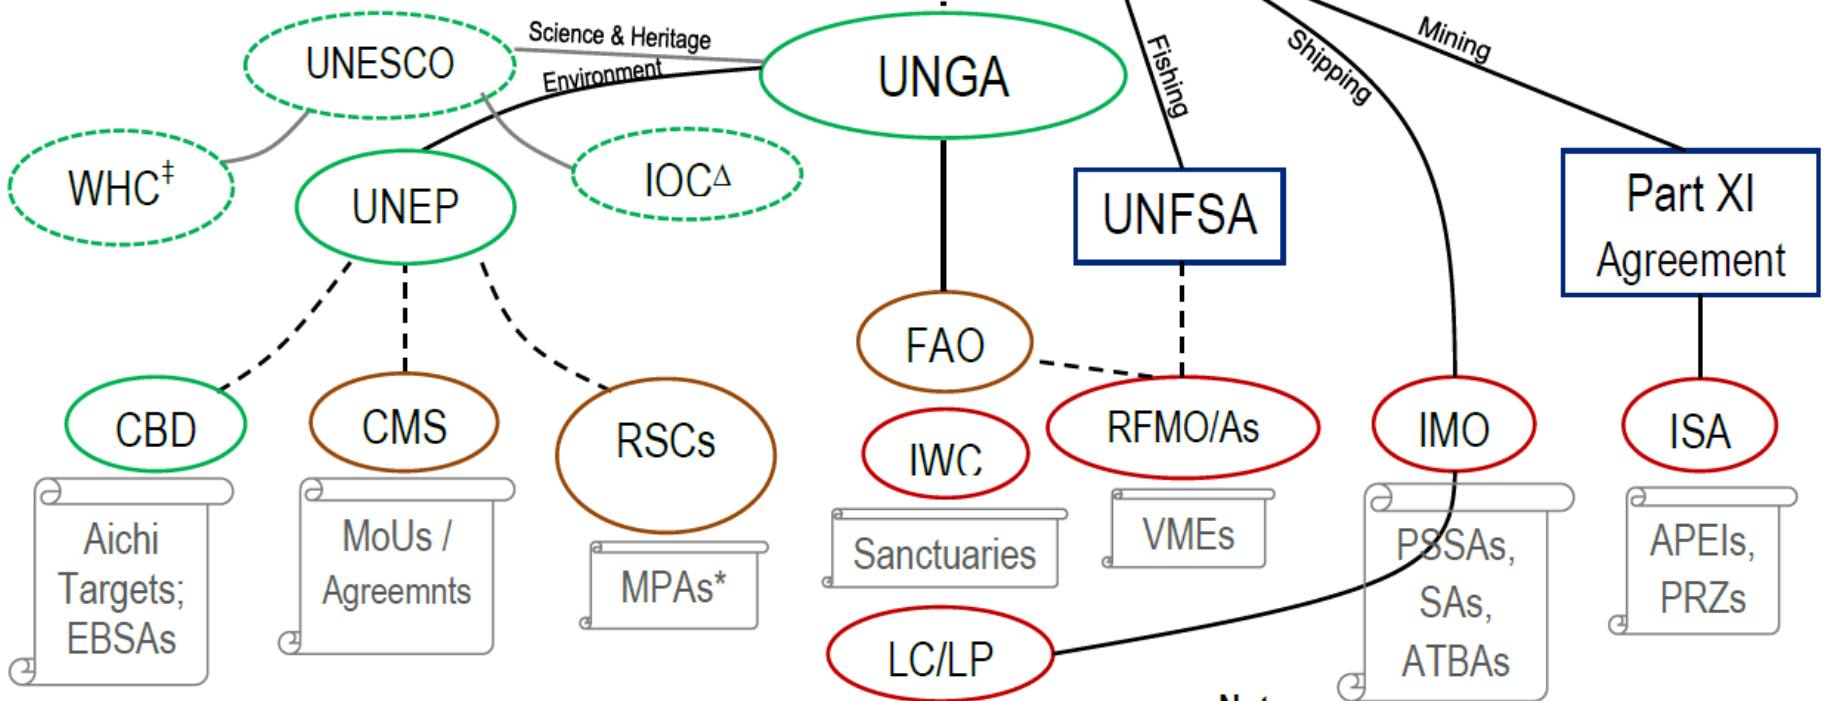 Science & Heritage
UNESCO
Environment
UNGA
Fishing
Shipping
Mining
WHC‡
UNEP
IOCΔ
UNFSA
Part XI
Agreement
FAO
CBD
CMS
RSCs
IWC
RFMO/As
IMO
ISA
Aichi
Targets;
EBSAs
MoUs /
Agreemnts
MPAs*
Sanctuaries
VMEs
PSSAs,
SAs,
ATBAs
APEIs,
PRZs
LC/LP